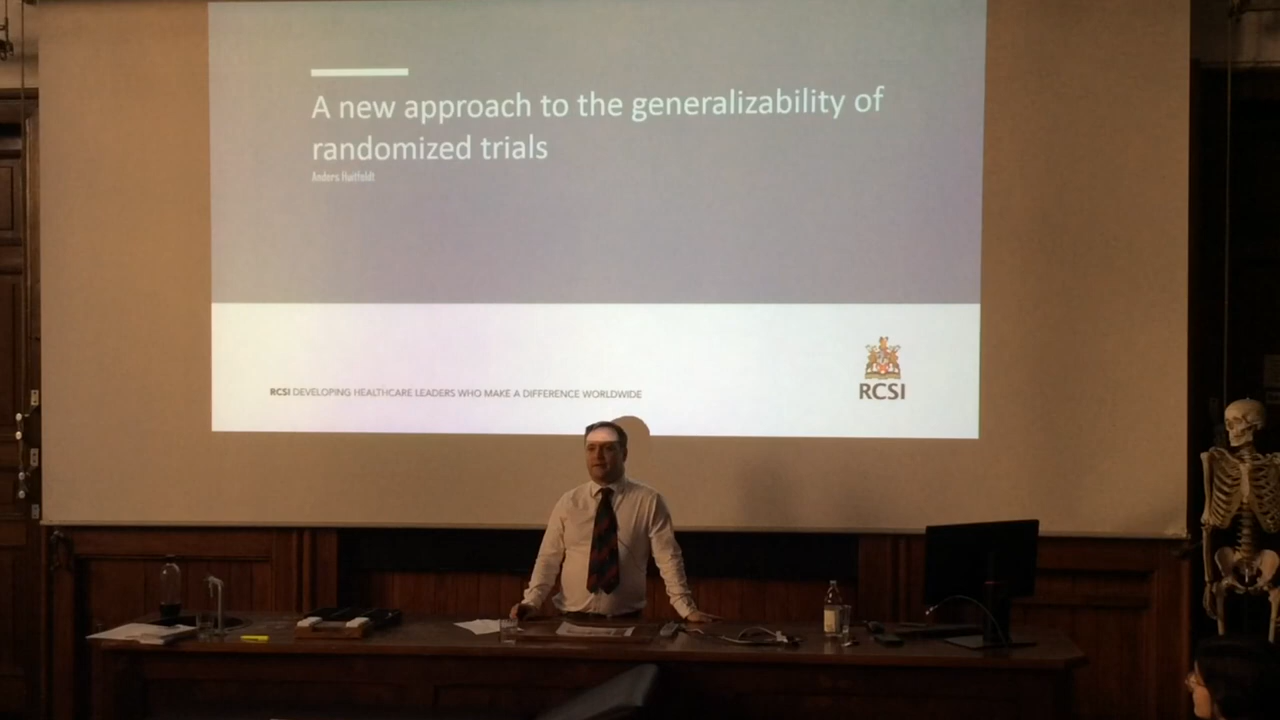 A new approach to the generalizability of
randomized trials
Anders Huitfeldt
RCSI DEVELOPING HEALTHCARE LEADERS WHO MAKE A DIFFERENCE WORLDWIDE
RCSI